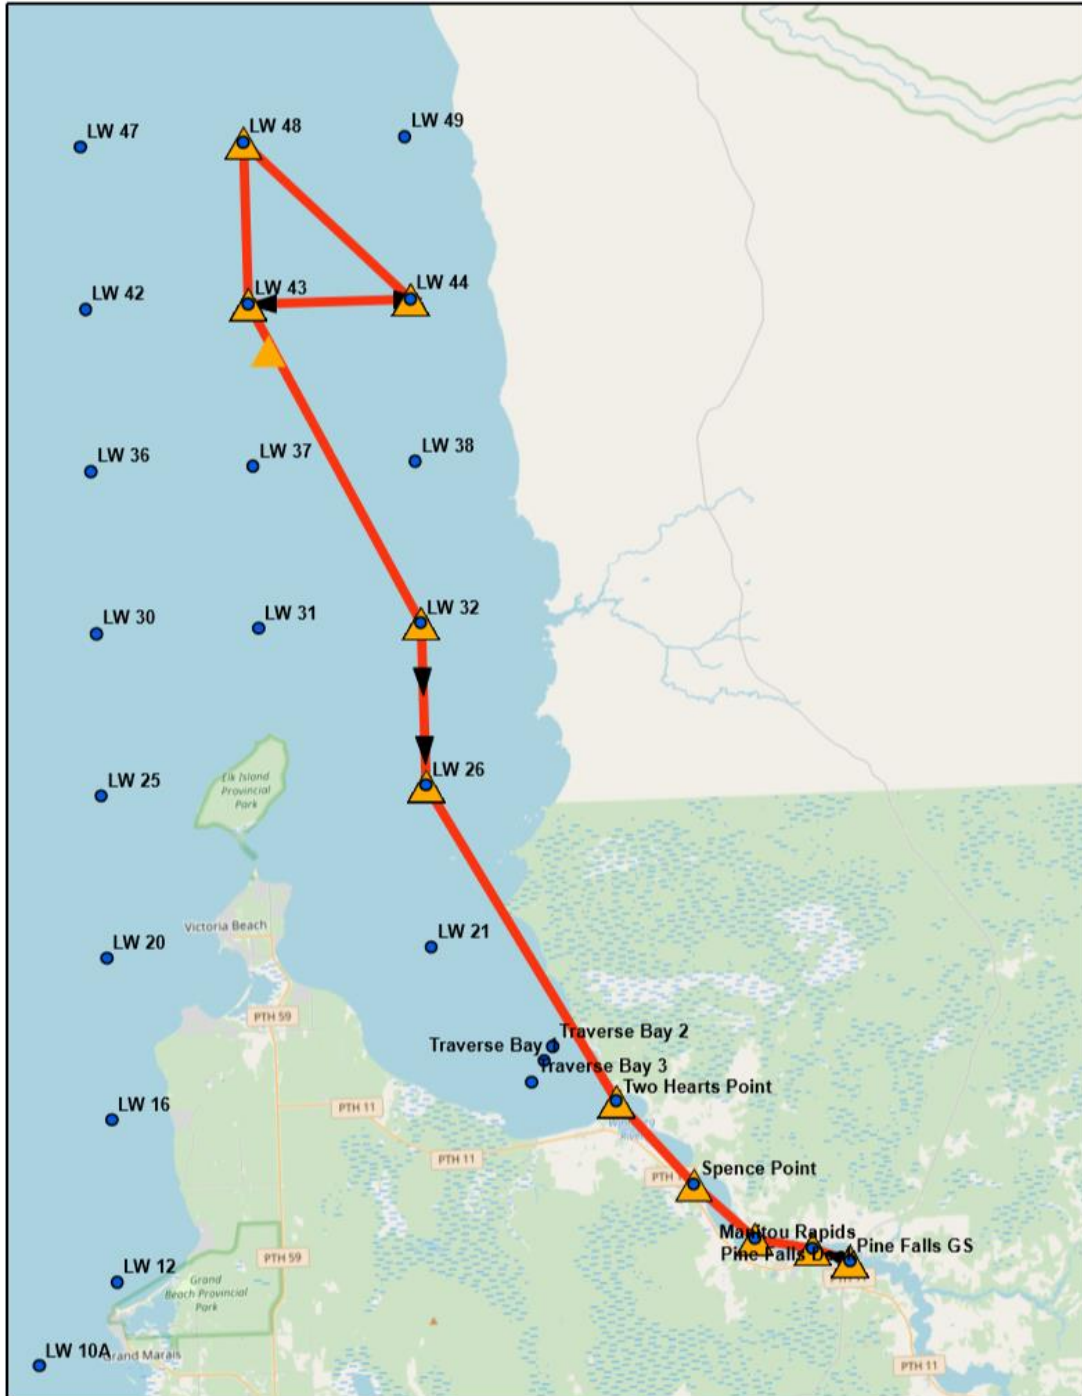 LW 47
LW 48
LW 49
LW 42
LW 43
LW 44
LW 36
LW 37
LW 38
LW 30
LW 31
LW 32
LW 25
Elk Island
Provincial
Park
LW 26
Victoria Beach
LW 20
LW 21
PTH 59
Traverse Bay 2
Traverse Bay 1
Traverse Bay 3
Two Hearts Point
LW 16
PTH 11
River
PTH 11
PTH 1
Spence Point
Manitou Rapids
Pine Falls GS
Pine Falls
LW 12
PTH 59
Grand
Beach Provincial
Park
LW 10A
Grand Marais
PTH 11